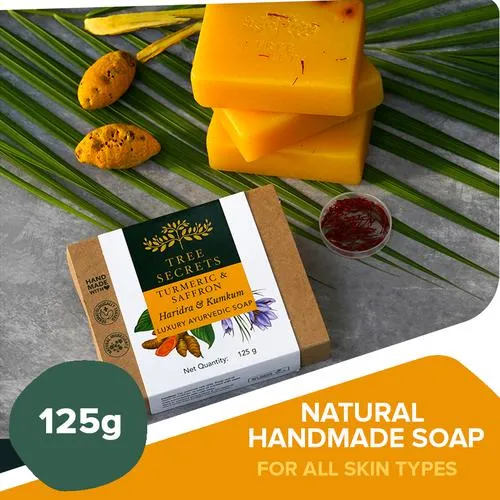 TREE
SECRETS
TURMERIC &
SAFFRON
Haridra & Kumkum
LUXURY AYURVEDIC SOAP
Net Quantity: 125 g
HAND
MADE
WITH
125g
NATURAL
HANDMADE SOAP
FOR ALL SKIN TYPES